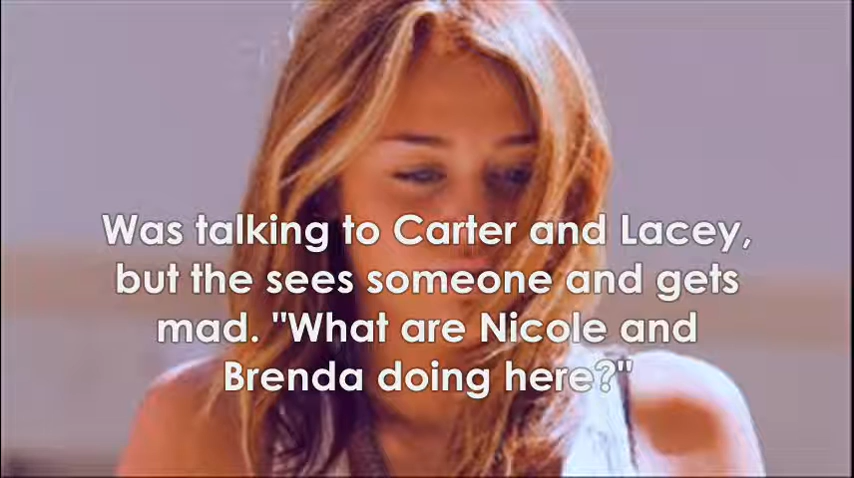 Was talking to Carter and Lacey,
but the sees someone and gets
mad. "What are Nicole and
Brenda doing here?"